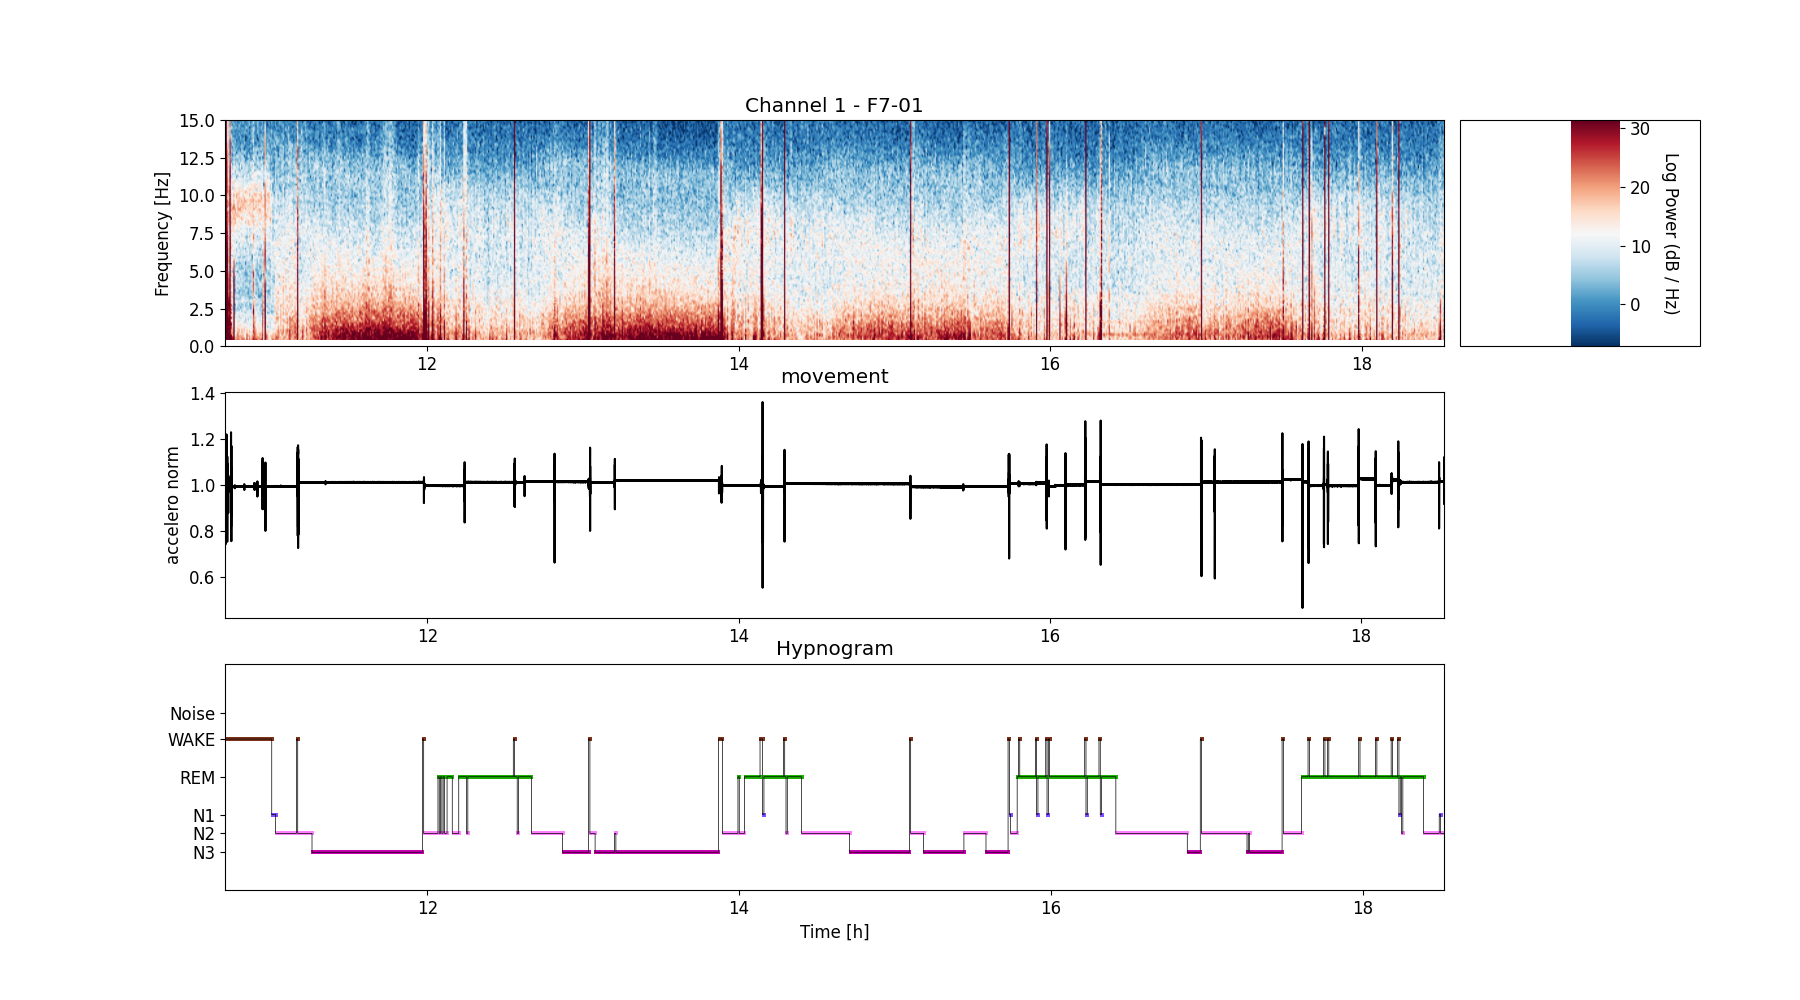 Channel 1 - F7-01
15.0
12.5
10.0
7.5
5.0
2.5
0.0
Frequency [Hz]
12 14 16 18
30
20
10
0
Log Power (dB / Hz)
movement
1.4
1.2
1.0
0.8
0.6
accelero norm
12 14 16 18
Hypnogram
Noise
WAKE
REM
N1
N2
N3
12 14 16 18
Time [h]